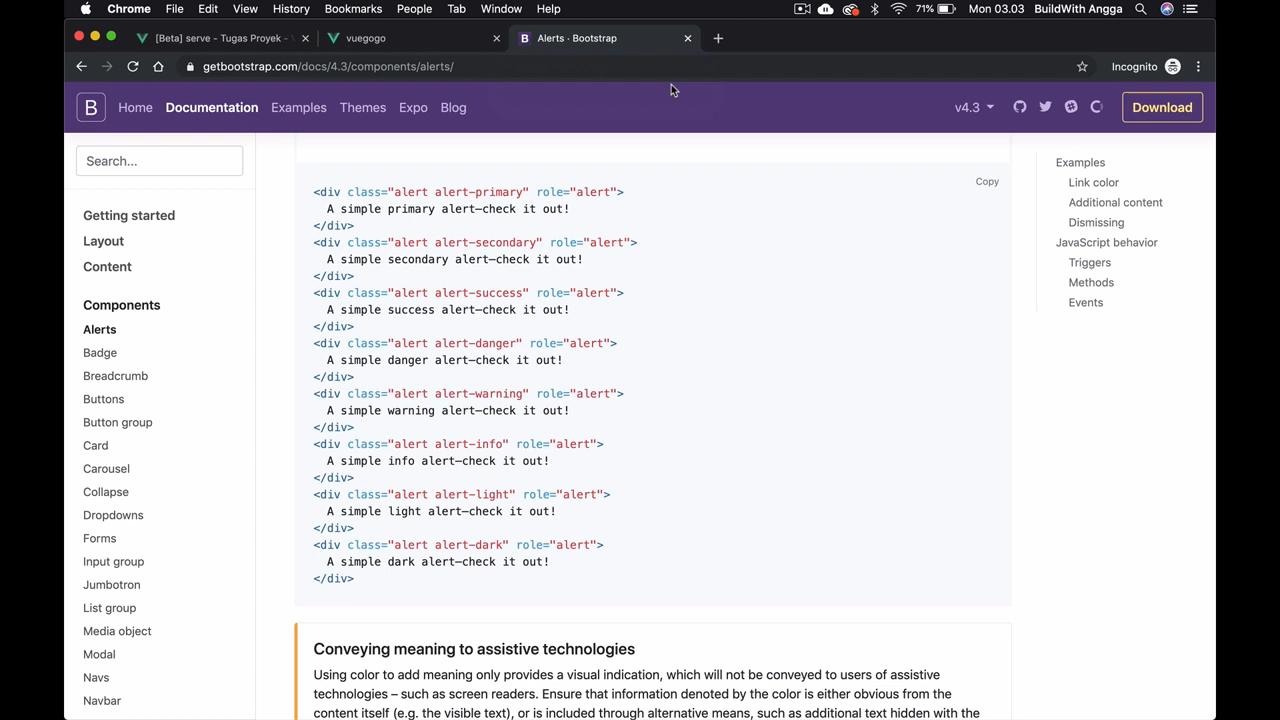 Chrome File Edit View History Bookmarks People Tab Window Help 71% Mon 03.03 BuildWith Angga
[Beta] serve - Tugas Proyek - vuegogo Alerts · Bootstrap
getbootstrap.com/docs/4.3/components/alerts/ Incognito
B Home Documentation Examples Themes Expo Blog v4.3 Download
Search...
Getting started
Layout
Content
Components
Alerts
Badge
Breadcrumb
Buttons
Button group
Card
Carousel
Collapse
Dropdowns
Forms
Input group
Jumbotron
List group
Media object
Modal
Navs
Navbar
Copy
<div class="alert alert-primary" role="alert">
A simple primary alert—check it out!
</div>
<div class="alert alert-secondary" role="alert">
A simple secondary alert—check it out!
</div>
<div class="alert alert-success" role="alert">
A simple success alert—check it out!
</div>
<div class="alert alert-danger" role="alert">
A simple danger alert—check it out!
</div>
<div class="alert alert-warning" role="alert">
A simple warning alert—check it out!
</div>
<div class="alert alert-info" role="alert">
A simple info alert—check it out!
</div>
<div class="alert alert-light" role="alert">
A simple light alert—check it out!
</div>
<div class="alert alert-dark" role="alert">
A simple dark alert—check it out!
</div>
Conveying meaning to assistive technologies
Using color to add meaning only provides a visual indication, which will not be conveyed to users of assistive
technologies – such as screen readers. Ensure that information denoted by the color is either obvious from the
content itself (e.g. the visible text), or is included through alternative means, such as additional text hidden with the
Examples
Link color
Additional content
Dismissing
JavaScript behavior
Triggers
Methods
Events